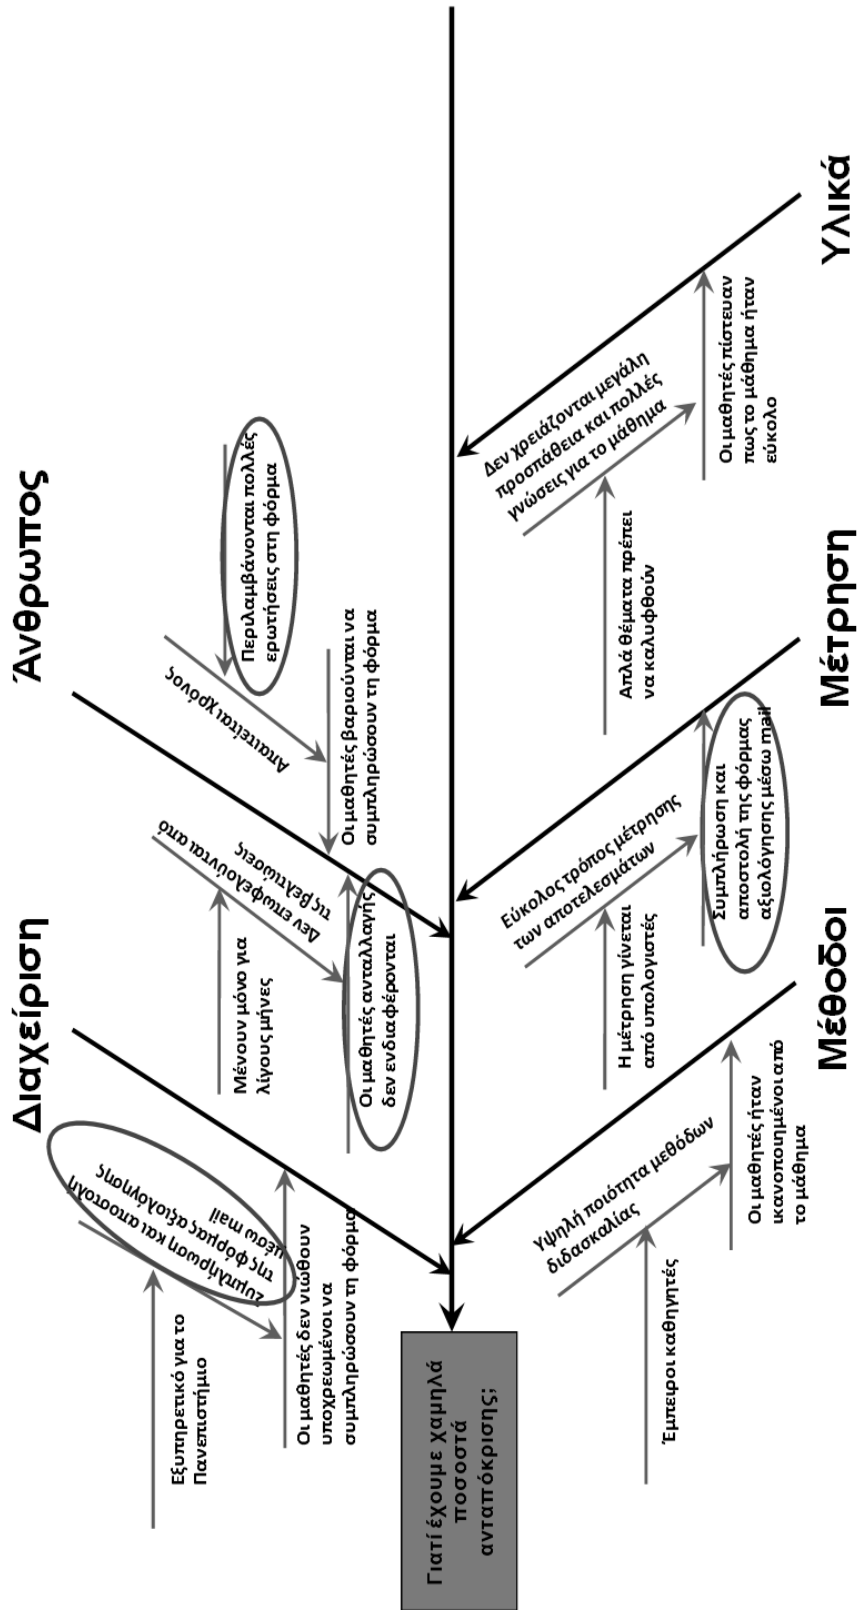 Διαχείριση
Άνθρωπος
Εξυπηρετικό για το
Πανεπιστήμιο
Συμπλήρωση και αποστολή
της φόρμας αξιολόγησης
μέσω mail
Οι μαθητές δεν νιώθουν
υποχρεωμένοι να
συμπληρώσουν τη φόρμα
Μένουν μόνο για
λίγους μήνες
Δεν επωφελούνται από
τις βελτιώσεις
Οι μαθητές ανταλλαγής
δεν ενδιαφέρονται
Απαιτείται χρόνος
Περιλαμβάνονται πολλές
ερωτήσεις στη φόρμα
Οι μαθητές βαριούνται να
συμπληρώσουν τη φόρμα
Γιατί έχουμε χαμηλά
ποσοστά
ανταπόκρισης;
Έμπειροι καθηγητές
Υψηλή ποιότητα μεθόδων
διδασκαλίας
Οι μαθητές ήταν
ικανοποιημένοι από
το μάθημα
Η μέτρηση γίνεται
από υπολογιστές
Εύκολος τρόπος μέτρησης
των αποτελεσμάτων
Συμπλήρωση και
αποστολή της φόρμας
αξιολόγησης μέσω mail
Απλά θέματα πρέπει
να καλυφθούν
Δεν χρειάζονται μεγάλη
προσπάθεια και πολλές
γνώσεις για το μάθημα
Οι μαθητές πίστευαν
πως το μάθημα ήταν
εύκολο
Μέθοδοι
Μέτρηση
Υλικά